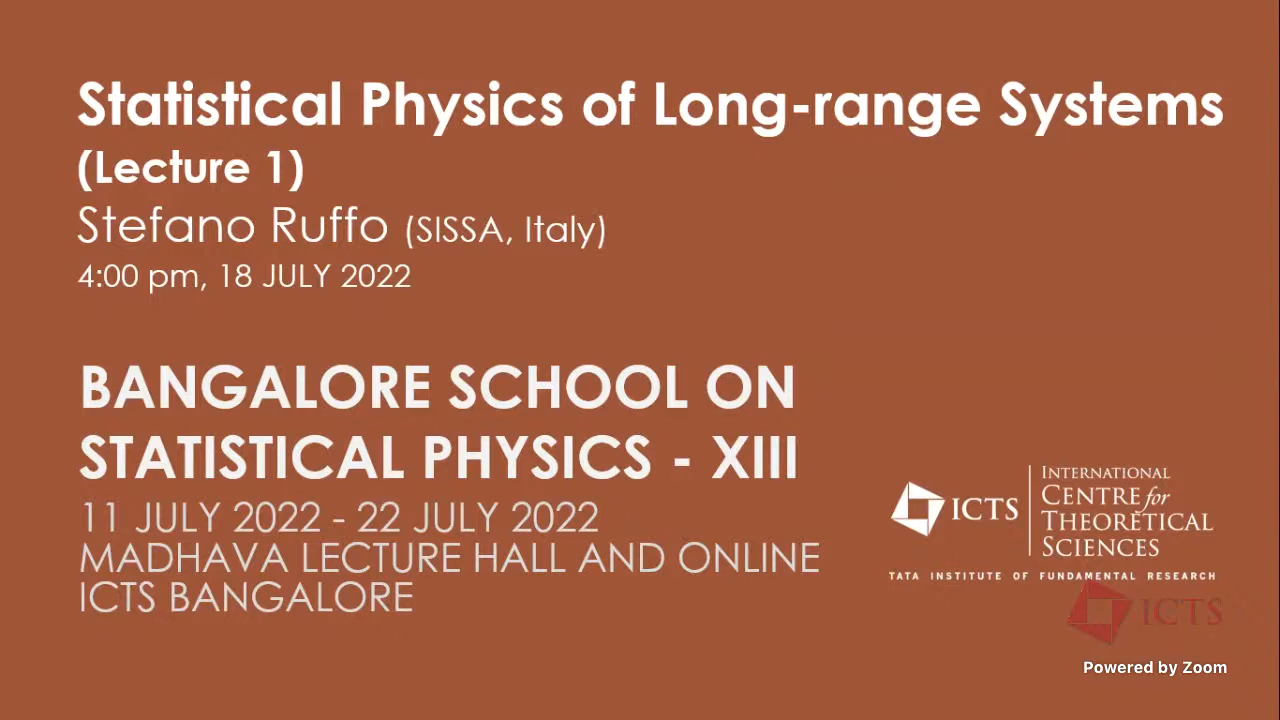 Statistical Physics of Long-range Systems
(Lecture 1)
Stefano Ruffo (SISSA, Italy)
4:00 pm, 18 JULY 2022
BANGALORE SCHOOL ON
STATISTICAL PHYSICS - XIII
11 JULY 2022 - 22 JULY 2022
MADHAVA LECTURE HALL AND ONLINE
ICTS BANGALORE
ICTS
INTERNATIONAL
CENTRE for
THEORETICAL
SCIENCES
TATA INSTITUTE OF FUNDAMENTAL RESEARCH
ICTS
Powered by Zoom